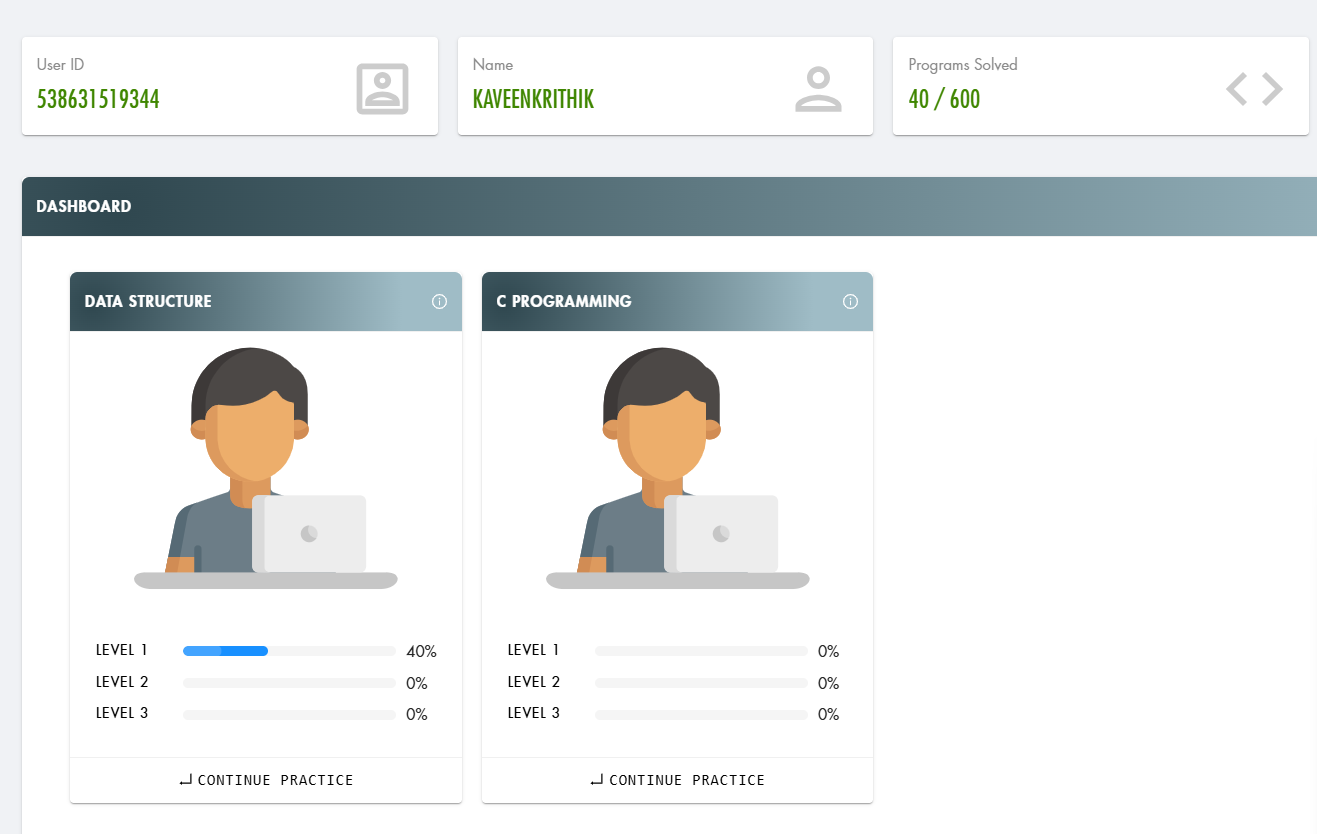 User ID
538631519344
Name
KAVEENKRITHIK
Programs Solved
40 / 600
DASHBOARD
DATA STRUCTURE
LEVEL 1 40%
LEVEL 2 0%
LEVEL 3 0%
CONTINUE PRACTICE
C PROGRAMMING
LEVEL 1 0%
LEVEL 2 0%
LEVEL 3 0%
CONTINUE PRACTICE